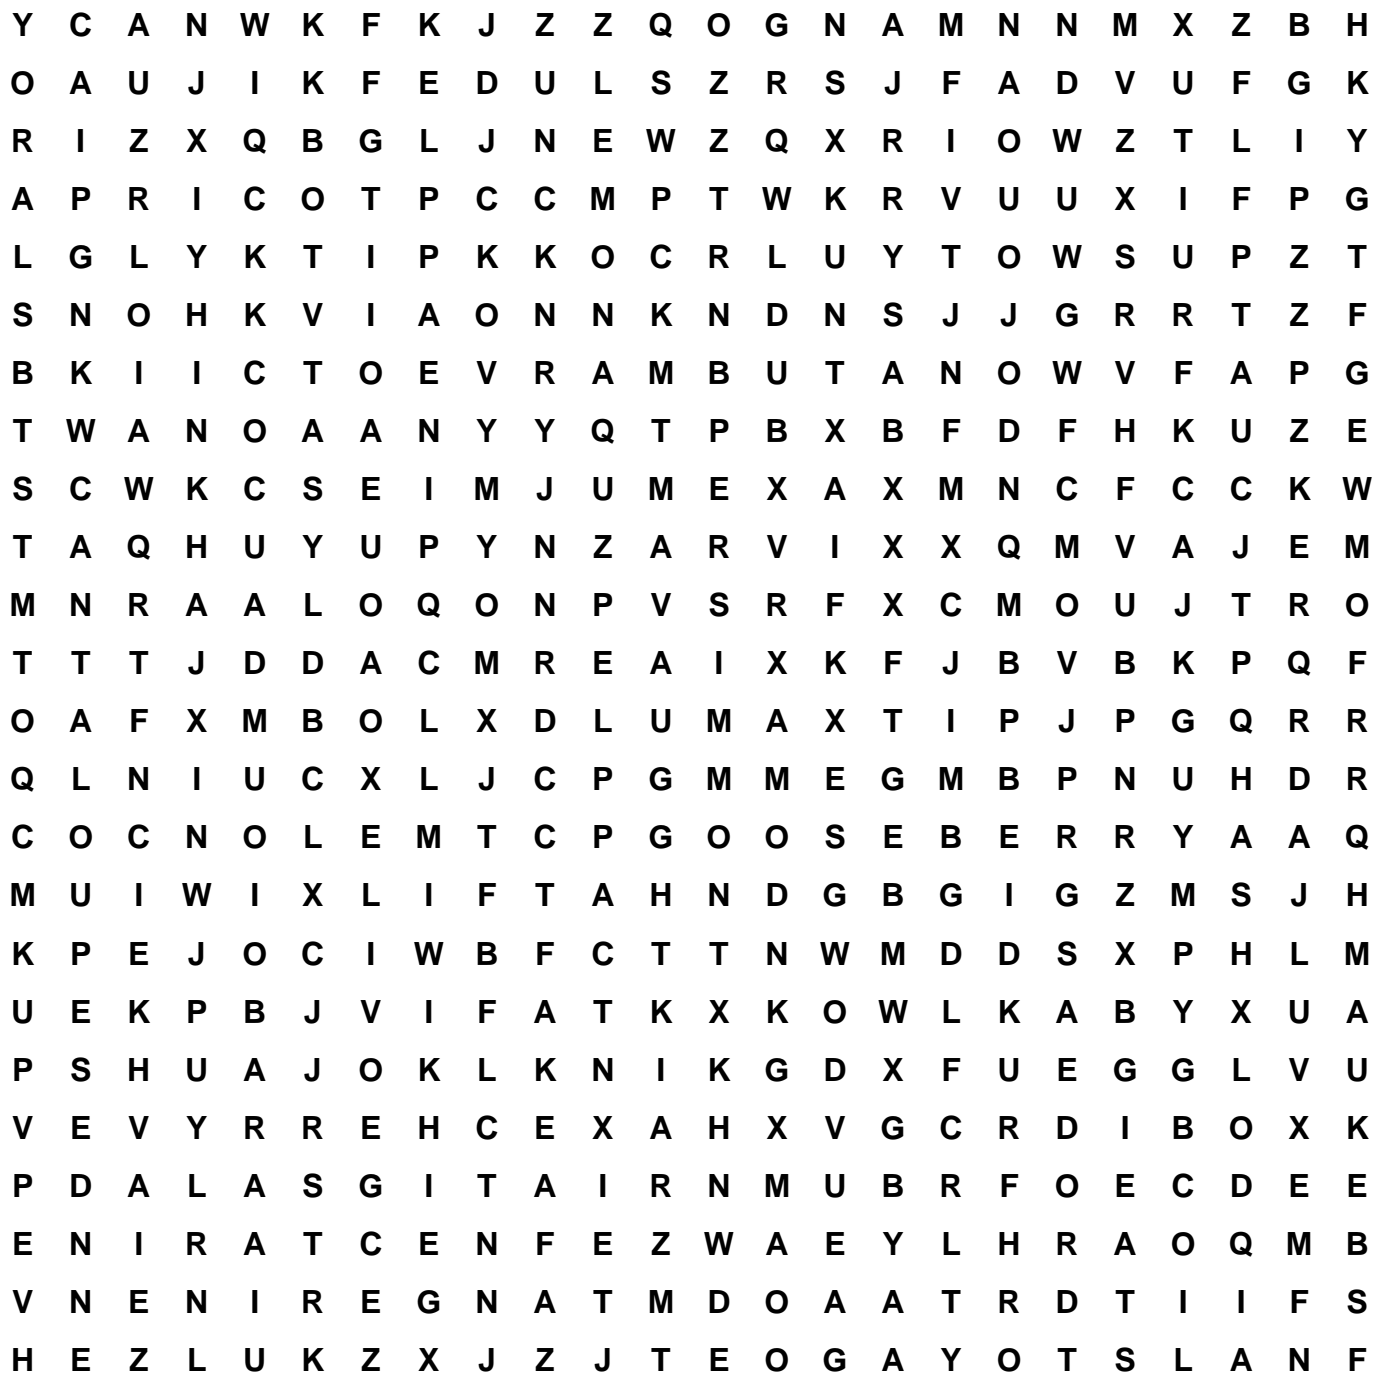 Y C A N W K F K J Z Z Q O G N A M N N M X Z B H
O A U J I K F E D U L S Z R S J F A D V U F G K
R I Z X Q B G L J N E W Z Q X R I O W Z T L I Y
A P R I C O T P C C M P T W K R V U U X I F P G
L G L Y K T I P K K O C R L U Y T O W S U P Z T
S N O H K V I A O N N K N D N S J J G R R T Z F
B K I I C T O E V R A M B U T A N O W V F A P G
T W A N O A A N Y Y Q T P B X B F D F H K U Z E
S C W K C S E I M J U M E X A X M N C F C C K W
T A Q H U Y U P Y N Z A R V I X X Q M V A J E M
M N R A A L O Q O N P V S R F X C M O U J T R O
T T T J D D A C M R E A I X K F J B V B K P Q F
O A F X M B O L X D L U M A X T I P J P G Q R R
Q L N I U C X L J C P G M M E G M B P N U H D R
C O C N O L E M T C P G O O S E B E R R Y A A Q
M U I W I X L I F T A H N D G B G I G Z M S J H
K P E J O C I W B F C T T N W M D D S X P H L M
U E K P B J V I F A T K X K O W L K A B Y X U A
P S H U A J O K L K N I K G D X F U E G G L V U
V E V Y R R E H C E X A H X V G C R D I B O X K
P D A L A S G I T A I R N M U B R F O E C D E E
E N I R A T C E N F E Z W A E Y L H R A O Q M B
V N E N I R E G N A T M D O A A T R D T I I F S
H E Z L U K Z X J Z J T E O G A Y O T S L A N F